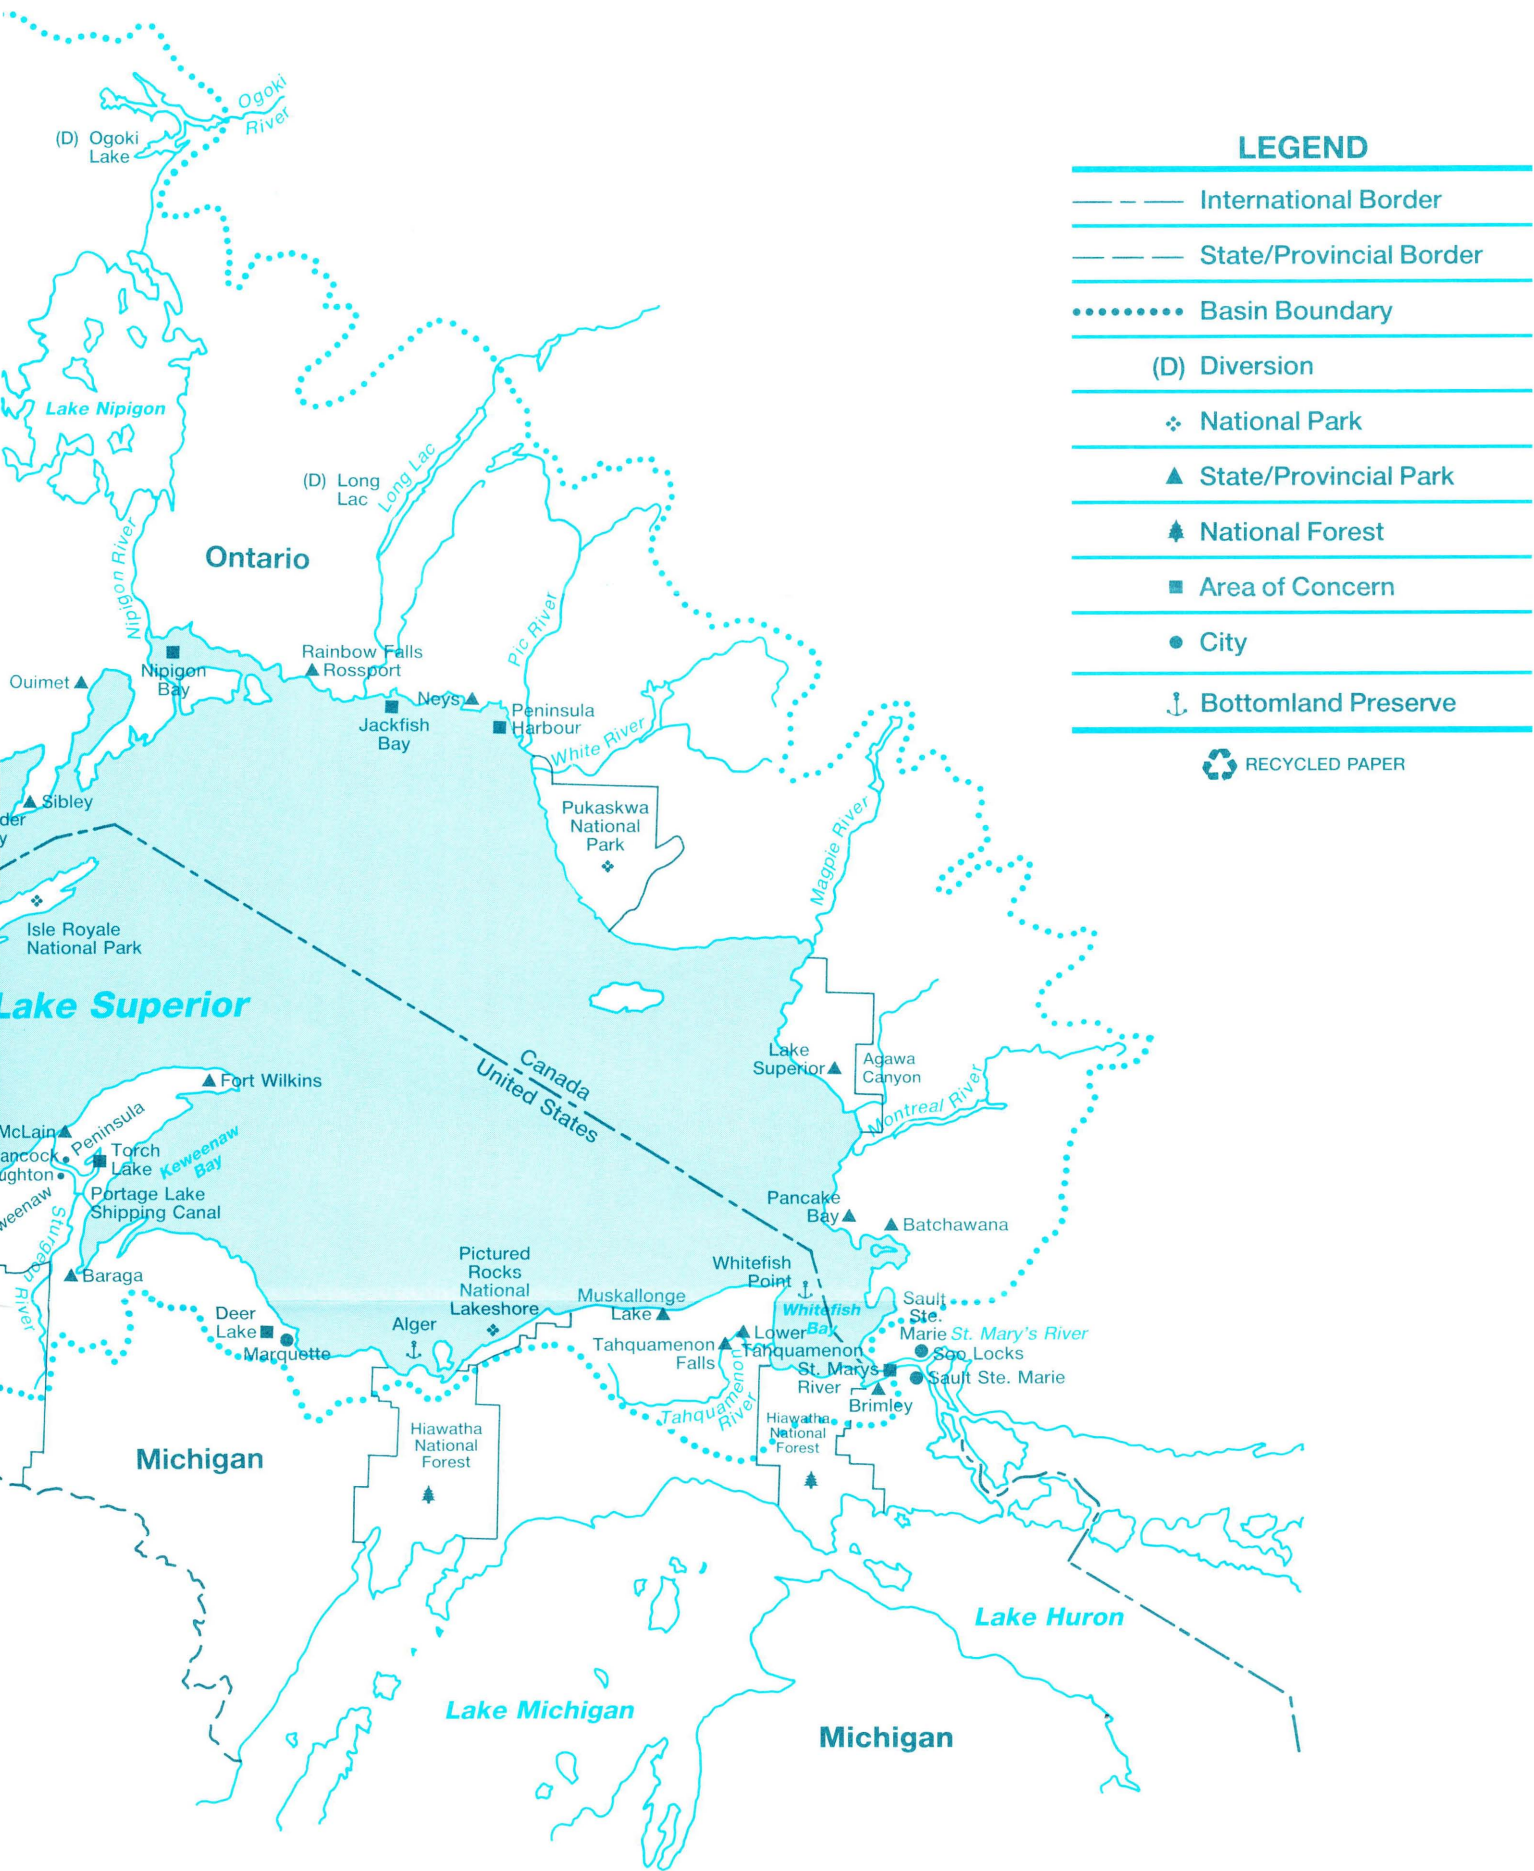 Ogoki
River
(D) Ogoki
Lake
LEGEND
International Border
State/Provincial Border
Basin Boundary
(D) Diversion
National Park
State/Provincial Park
National Forest
Area of Concern
City
Bottomland Preserve
RECYCLED PAPER
Lake Nipigon
(D) Long
Lac
Long Lac
Nipigon River
Ontario
Pic River
Rainbow Falls
Rossport
Nipigon
Bay
Ouimet
Neys
Jackfish
Bay
Peninsula
Harbour
White River
Sibley
der
y
Pukaskwa
National
Park
Magpie River
Isle Royale
National Park
Lake Superior
Canada
United States
Lake
Superior
Agawa
Canyon
Montreal River
Fort Wilkins
McLain
Peninsula
ancock
ughton
Torch
Lake
Keweenaw
Bay
weenaw
Portage Lake
Shipping Canal
Sturgeon
River
Baraga
Pancake
Bay
Batchawana
Pictured
Rocks
National
Lakeshore
Whitefish
Point
Whitefish
Bay
Muskallonge
Lake
Deer
Lake
Marquette
Alger
Sault
Ste.
Marie
St. Mary's River
Soo Locks
Sault Ste. Marie
Lower
Tahquamenon
Tahquamenon
Falls
St. Marys
River
Brimley
Tahquamenon
River
Hiawatha
National
Forest
Hiawatha
National
Forest
Michigan
Lake Huron
Lake Michigan
Michigan